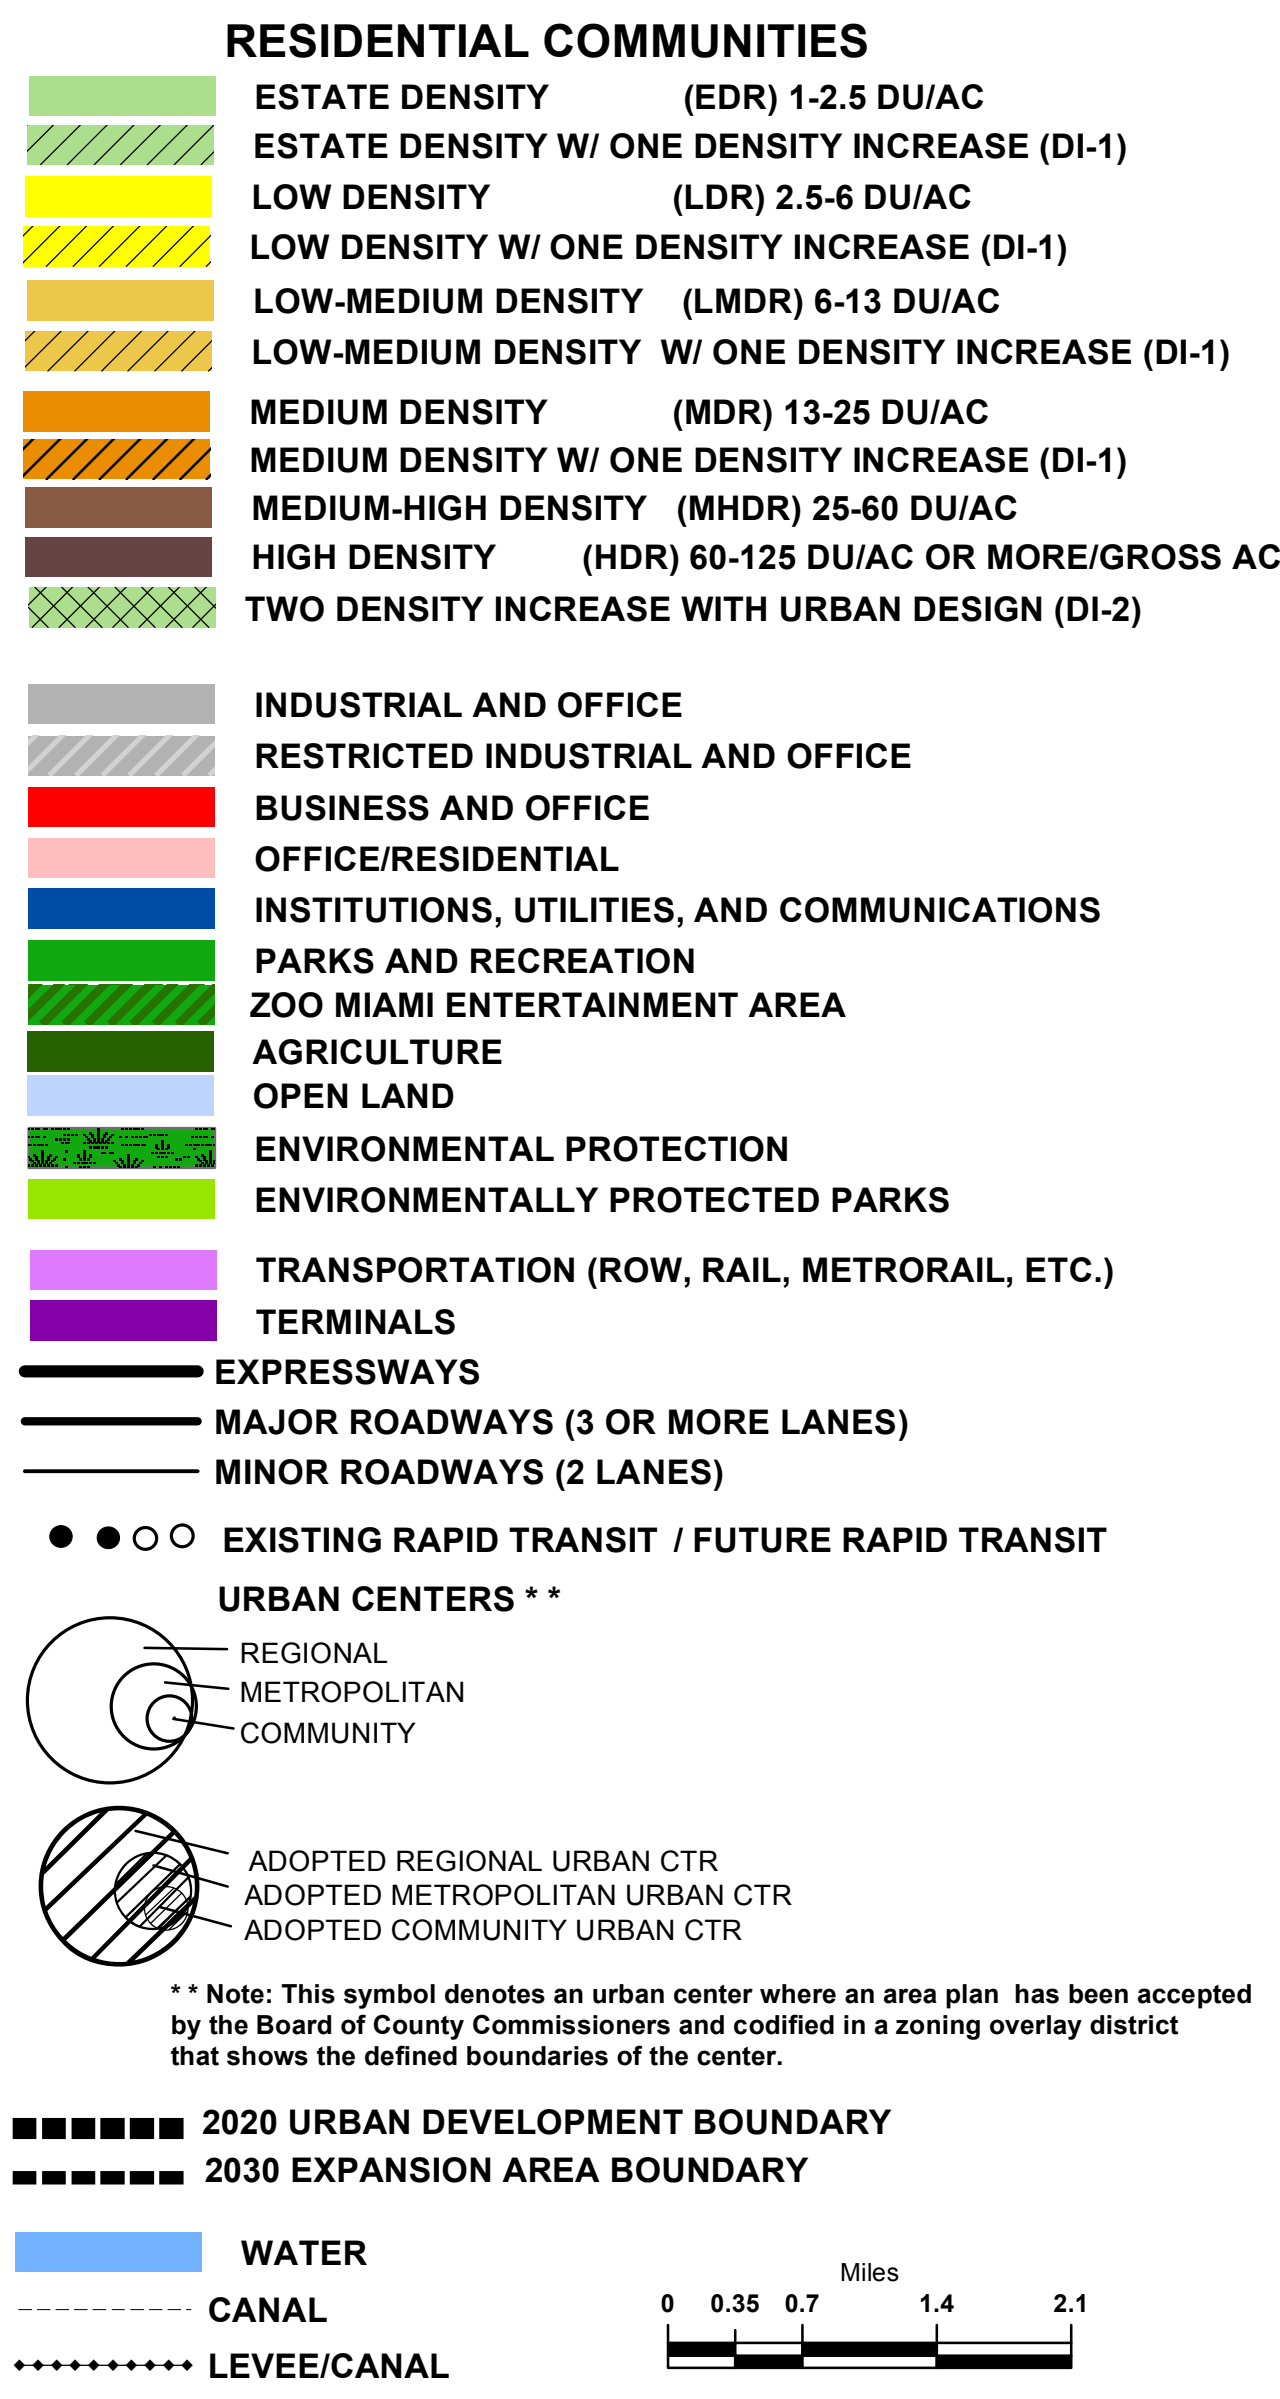 RESIDENTIAL COMMUNITIES
ESTATE DENSITY (EDR) 1-2.5 DU/AC
ESTATE DENSITY W/ ONE DENSITY INCREASE (DI-1)
LOW DENSITY (LDR) 2.5-6 DU/AC
LOW DENSITY W/ ONE DENSITY INCREASE (DI-1)
LOW-MEDIUM DENSITY (LMDR) 6-13 DU/AC
LOW-MEDIUM DENSITY W/ ONE DENSITY INCREASE (DI-1)
MEDIUM DENSITY (MDR) 13-25 DU/AC
MEDIUM DENSITY W/ ONE DENSITY INCREASE (DI-1)
MEDIUM-HIGH DENSITY (MHDR) 25-60 DU/AC
HIGH DENSITY (HDR) 60-125 DU/AC OR MORE/GROSS AC
TWO DENSITY INCREASE WITH URBAN DESIGN (DI-2)
INDUSTRIAL AND OFFICE
RESTRICTED INDUSTRIAL AND OFFICE
BUSINESS AND OFFICE
OFFICE/RESIDENTIAL
INSTITUTIONS, UTILITIES, AND COMMUNICATIONS
PARKS AND RECREATION
ZOO MIAMI ENTERTAINMENT AREA
AGRICULTURE
OPEN LAND
ENVIRONMENTAL PROTECTION
ENVIRONMENTALLY PROTECTED PARKS
TRANSPORTATION (ROW, RAIL, METRORAIL, ETC.)
TERMINALS
EXPRESSWAYS
MAJOR ROADWAYS (3 OR MORE LANES)
MINOR ROADWAYS (2 LANES)
EXISTING RAPID TRANSIT / FUTURE RAPID TRANSIT
URBAN CENTERS * *
REGIONAL
METROPOLITAN
COMMUNITY
ADOPTED REGIONAL URBAN CTR
ADOPTED METROPOLITAN URBAN CTR
ADOPTED COMMUNITY URBAN CTR
* * Note: This symbol denotes an urban center where an area plan has been accepted
by the Board of County Commissioners and codified in a zoning overlay district
that shows the defined boundaries of the center.
2020 URBAN DEVELOPMENT BOUNDARY
2030 EXPANSION AREA BOUNDARY
WATER
CANAL
LEVEE/CANAL
Miles
0 0.35 0.7 1.4 2.1